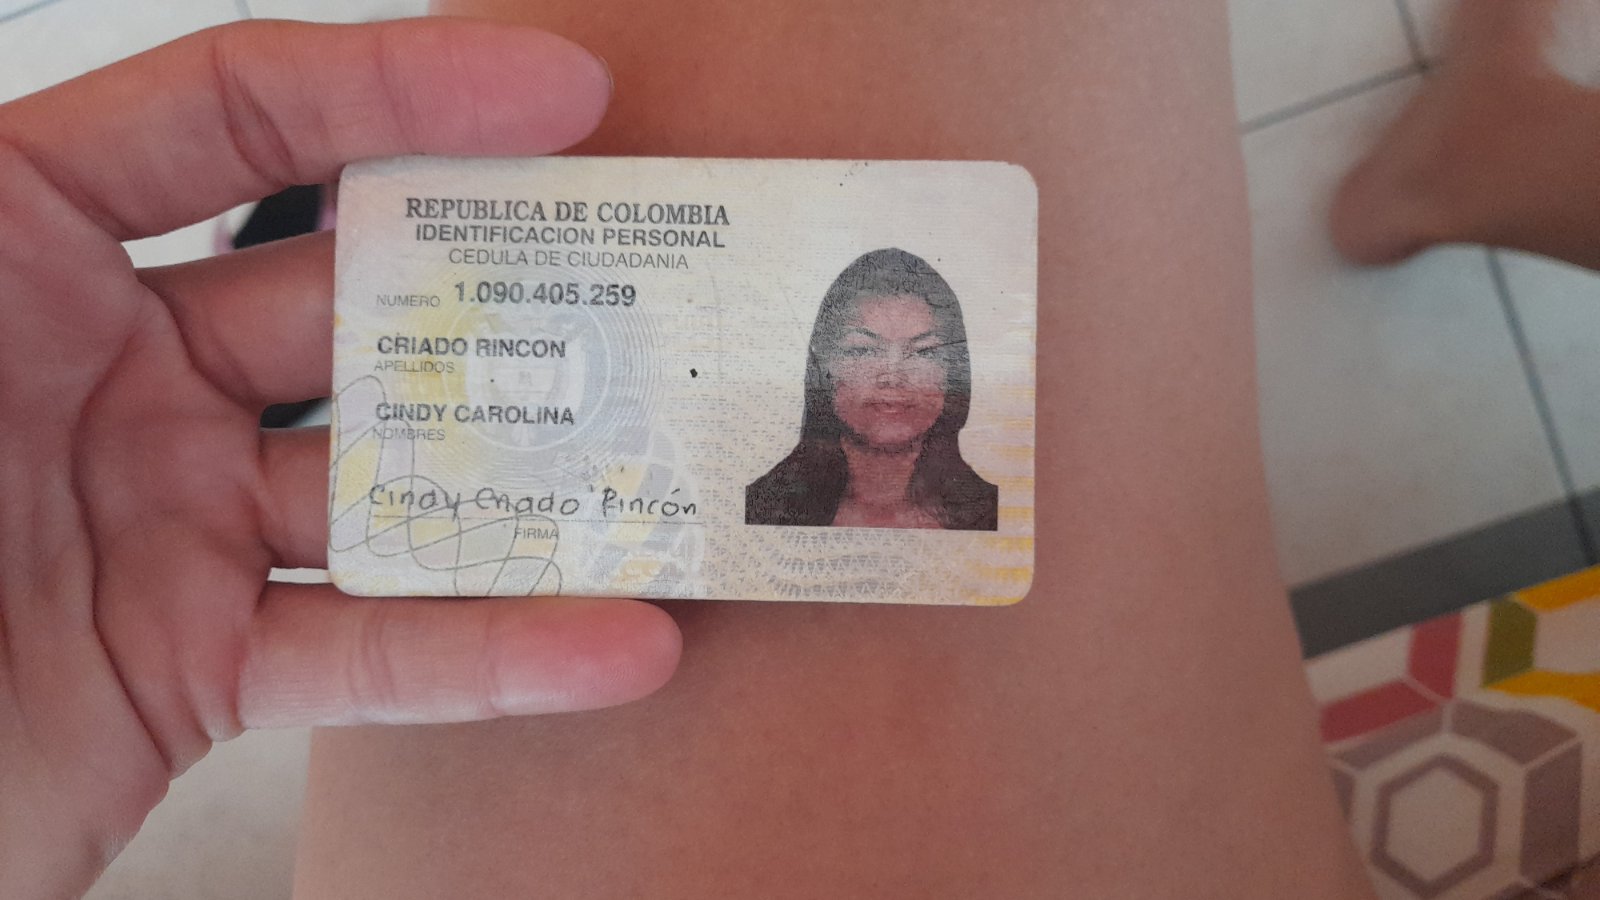 REPUBLICA DE COLOMBIA
IDENTIFICACION PERSONAL
CEDULA DE CIUDADANIA
NUMERO 1.090.405.259
CRIADO RINCON
APELLIDOS
CINDY CAROLINA
NOMBRES
Cindy Criado Rincón
FIRMA